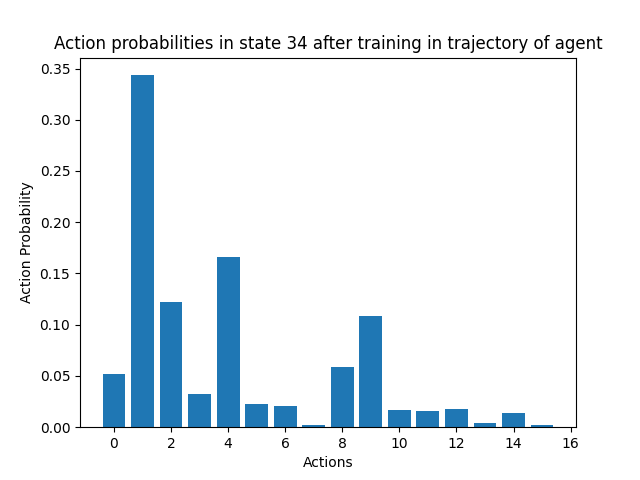 Action probabilities in state 34 after training in trajectory of agent
0.35
0.30
0.25
0.20
0.15
0.10
0.05
0.00
Action Probability
0 2 4 6 8 10 12 14 16
Actions